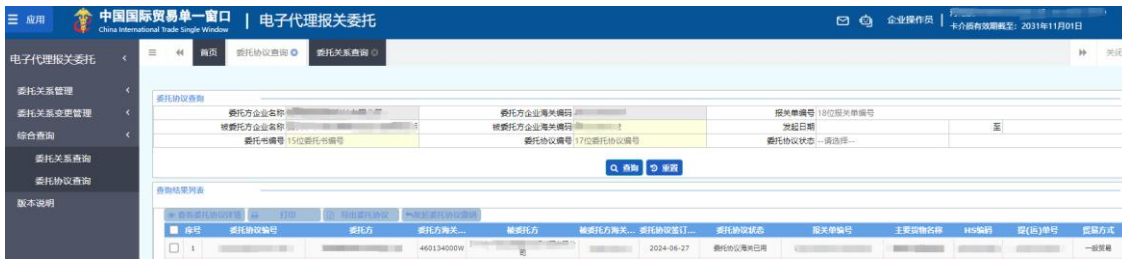 应用
中国国际贸易单一窗口 | 电子代理报关委托
China International Trade Single Window
企业操作员
卡介质有效期截至: 2031年11月01日
电子代理报关委托
首页 委托协议查询 委托关系查询
委托关系管理
委托关系变更管理
综合查询
委托关系查询
委托协议查询
版本说明
委托协议查询
委托方企业名称 委托方企业海关编码 报关单编号 18位报关单编号
被委托方企业名称 被委托方企业海关编码 发起日期 至
委托书编号 15位委托书编号 委托协议编号 17位委托协议编号 委托协议状态 --请选择--
查询 重置
查询结果列表
查看委托协议详情 打印 导出委托协议 发起委托协议撤销
序号 委托协议编号 委托方 委托方海关... 被委托方 被委托方海关... 委托协议签订... 委托协议状态 报关单编号 主要货物名称 HS编码 提(运)单号 贸易方式
1 460134000W 司 2024-06-27 委托协议海关已用 一般贸易